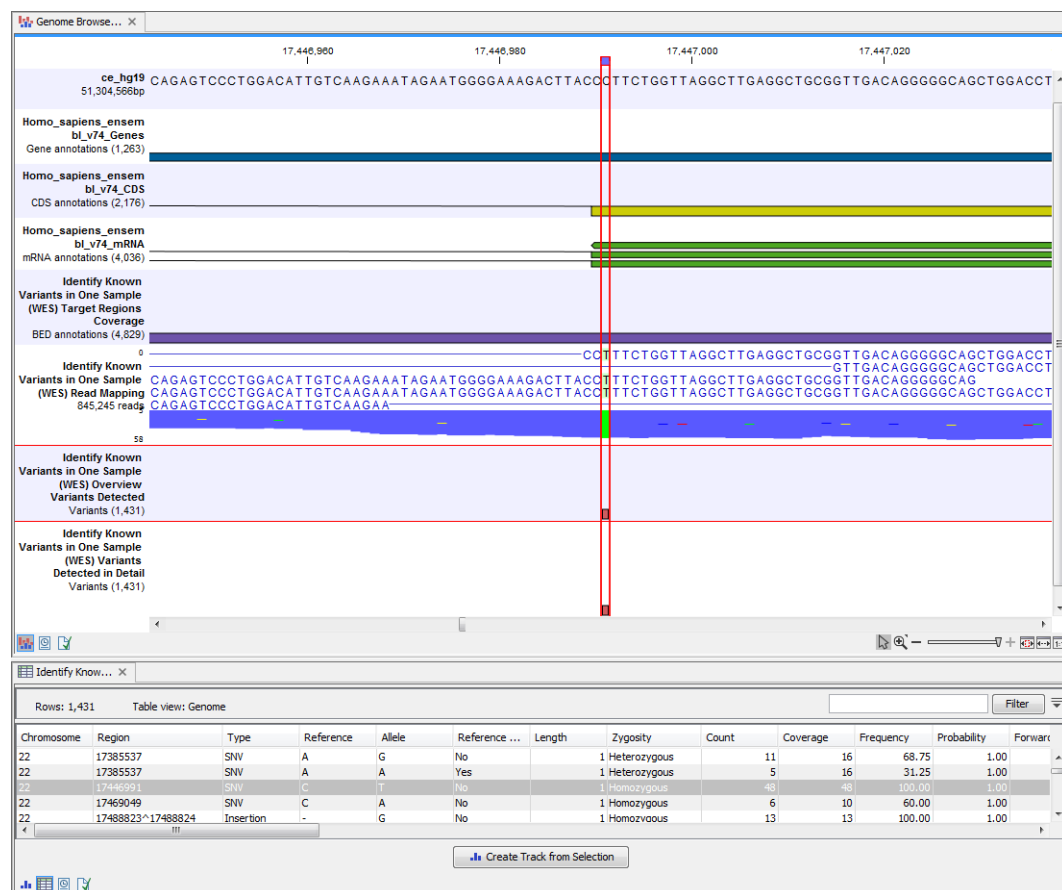 Genome Browse...
17,446,960 17,446,980 17,447,000 17,447,020
ce_hg19 CAGAGTCCCTGGACATTGTCAAGAAATAGAATGGGGAAAGACTTACCCTTCTGGTTAGGCTTGAGGCTGCGGTTGACAGGGGGCAGCTGGACCT
51,304,566bp
Homo_sapiens_ensem
bl_v74_Genes
Gene annotations (1,263)
Homo_sapiens_ensem
bl_v74_CDS
CDS annotations (2,176)
Homo_sapiens_ensem
bl_v74_mRNA
mRNA annotations (4,036)
Identify Known
Variants in One Sample
(WES) Target Regions
Coverage
BED annotations (4,829)
0 CCTTTCTGGTTAGGCTTGAGGCTGCGGTTGACAGGGGGCAGCTGGACCT
Identify Known GTTGACAGGGGGCAGCTGGACCT
Variants in One Sample CAGAGTCCCTGGACATTGTCAAGAAATAGAATGGGGAAAGACTTACCTTTCTGGTTAGGCTTGAGGCTGCGGTTGACAGGGGGCAG
(WES) Read Mapping CAGAGTCCCTGGACATTGTCAAGAAATAGAATGGGGAAAGACTTACCTTTCTGGTTAGGCTTGAGGCTGCGGTTGACAGGGGGCAGCTGGACCT
845,245 reads CAGAGTCCCTGGACATTGTCAAGAA
58
Identify Known
Variants in One Sample
(WES) Overview
Variants Detected
Variants (1,431)
Identify Known
Variants in One Sample
(WES) Variants
Detected in Detail
Variants (1,431)
Identify Know...
Rows: 1,431 Table view: Genome Filter
Chromosome Region Type Reference Allele Reference ... Length Zygosity Count Coverage Frequency Probability Forward
22 17385537 SNV A G No 1 Heterozygous 11 16 68.75 1.00
22 17385537 SNV A A Yes 1 Heterozygous 5 16 31.25 1.00
22 17446991 SNV C T No 1 Homozygous 48 48 100.00 1.00
22 17469049 SNV C A No 1 Homozygous 6 10 60.00 1.00
22 17488823^17488824 Insertion - G No 1 Homozygous 13 13 100.00 1.00
Create Track from Selection